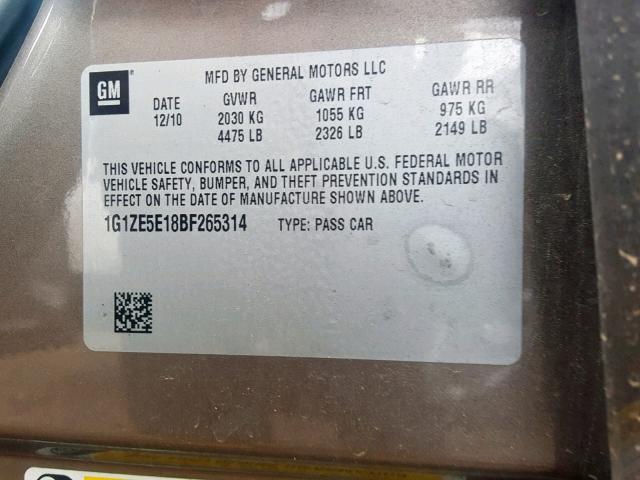 GM
MFD BY GENERAL MOTORS LLC
DATE GVWR GAWR FRT GAWR RR
12/10 2030 KG 1055 KG 975 KG
4475 LB 2326 LB 2149 LB
THIS VEHICLE CONFORMS TO ALL APPLICABLE U.S. FEDERAL MOTOR
VEHICLE SAFETY, BUMPER, AND THEFT PREVENTION STANDARDS IN
EFFECT ON THE DATE OF MANUFACTURE SHOWN ABOVE.
1G1ZE5E18BF265314 TYPE: PASS CAR